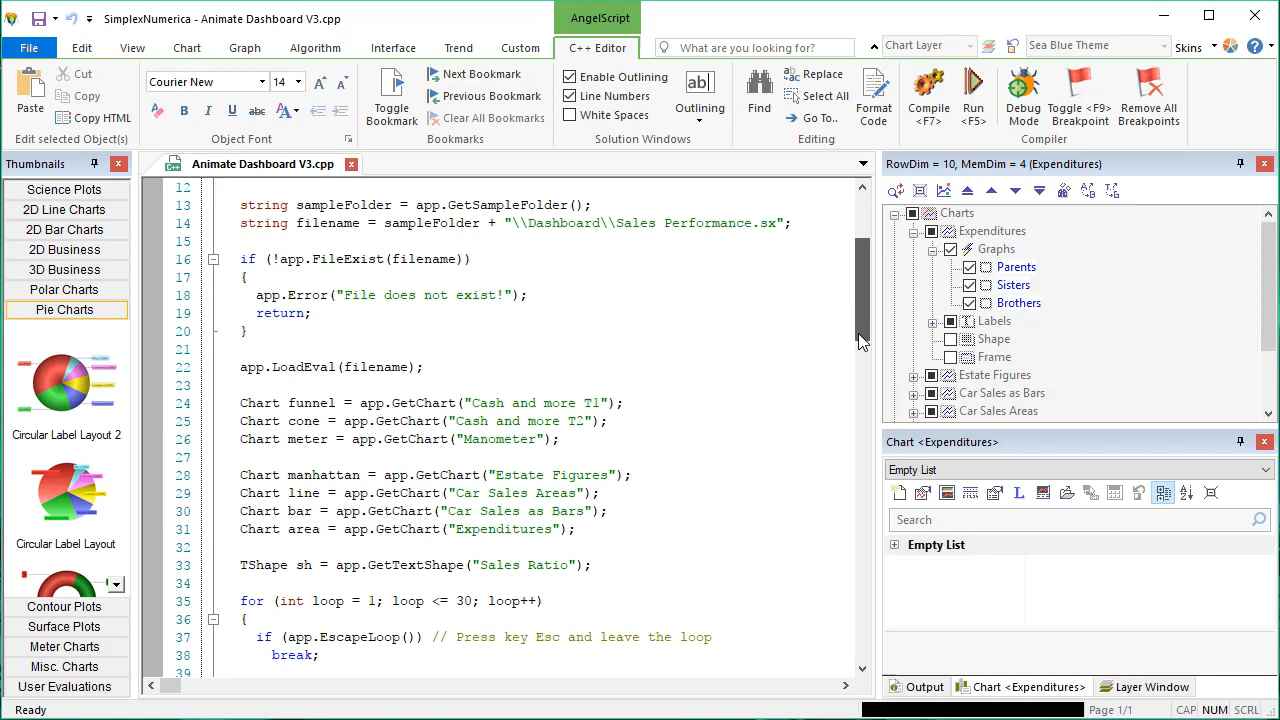 SimplexNumerica - Animate Dashboard V3.cpp
AngelScript
File Edit View Chart Graph Algorithm Interface Trend Custom C++ Editor
What are you looking for?
Chart Layer
Sea Blue Theme
Skins
Paste
Cut
Copy
Copy HTML
Edit selected Object(s)
Courier New
14
Object Font
Toggle Bookmark
Next Bookmark
Previous Bookmark
Clear All Bookmarks
Bookmarks
Enable Outlining
Line Numbers
White Spaces
Outlining
Solution Windows
Find
Replace
Select All
Go To..
Format Code
Editing
Compile <F7>
Run <F5>
Debug Mode
Toggle <F9> Breakpoint
Remove All Breakpoints
Compiler
Thumbnails
Science Plots
2D Line Charts
2D Bar Charts
2D Business
3D Business
Polar Charts
Pie Charts
Circular Label Layout 2
Circular Label Layout
Contour Plots
Surface Plots
Meter Charts
Misc. Charts
User Evaluations
Animate Dashboard V3.cpp
12
13 string sampleFolder = app.GetSampleFolder();
14 string filename = sampleFolder + "\\Dashboard\\Sales Performance.sx";
15
16 if (!app.FileExist(filename))
17 {
18 app.Error("File does not exist!");
19 return;
20 }
21
22 app.LoadEval(filename);
23
24 Chart funnel = app.GetChart("Cash and more T1");
25 Chart cone = app.GetChart("Cash and more T2");
26 Chart meter = app.GetChart("Manometer");
27
28 Chart manhattan = app.GetChart("Estate Figures");
29 Chart line = app.GetChart("Car Sales Areas");
30 Chart bar = app.GetChart("Car Sales as Bars");
31 Chart area = app.GetChart("Expenditures");
32
33 TShape sh = app.GetTextShape("Sales Ratio");
34
35 for (int loop = 1; loop <= 30; loop++)
36 {
37 if (app.EscapeLoop()) // Press key Esc and leave the loop
38 break;
39
RowDim = 10, MemDim = 4 (Expenditures)
Charts
Expenditures
Graphs
Parents
Sisters
Brothers
Labels
Shape
Frame
Estate Figures
Car Sales as Bars
Car Sales Areas
Chart <Expenditures>
Empty List
Search
Empty List
Output
Chart <Expenditures>
Layer Window
Ready
Page 1/1
CAP NUM SCRL